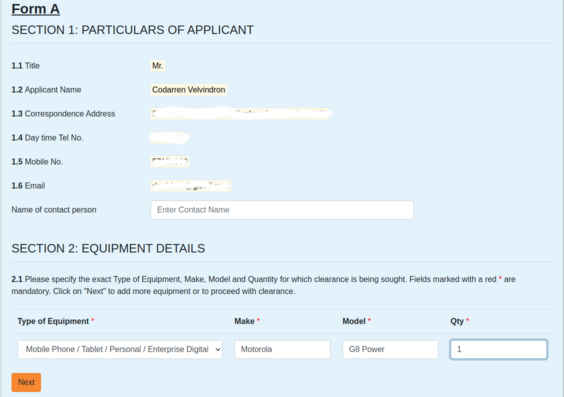 Form A
SECTION 1: PARTICULARS OF APPLICANT
1.1 Title Mr.
1.2 Applicant Name Codarren Velvindron
1.3 Correspondence Address
1.4 Day time Tel No.
1.5 Mobile No.
1.6 Email
Name of contact person Enter Contact Name
SECTION 2: EQUIPMENT DETAILS
2.1 Please specify the exact Type of Equipment, Make, Model and Quantity for which clearance is being sought. Fields marked with a red * are
mandatory. Click on "Next" to add more equipment or to proceed with clearance.
Type of Equipment * Make * Model * Qty *
Mobile Phone / Tablet / Personal / Enterprise Digital Motorola G8 Power 1
Next